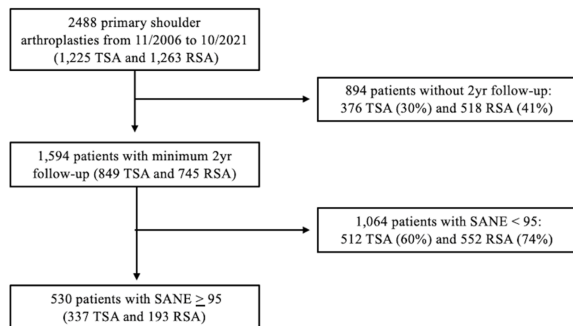 2488 primary shoulder
arthroplasties from 11/2006 to 10/2021
(1,225 TSA and 1,263 RSA)
894 patients without 2yr follow-up:
376 TSA (30%) and 518 RSA (41%)
1,594 patients with minimum 2yr
follow-up (849 TSA and 745 RSA)
1,064 patients with SANE < 95:
512 TSA (60%) and 552 RSA (74%)
530 patients with SANE ≥ 95
(337 TSA and 193 RSA)